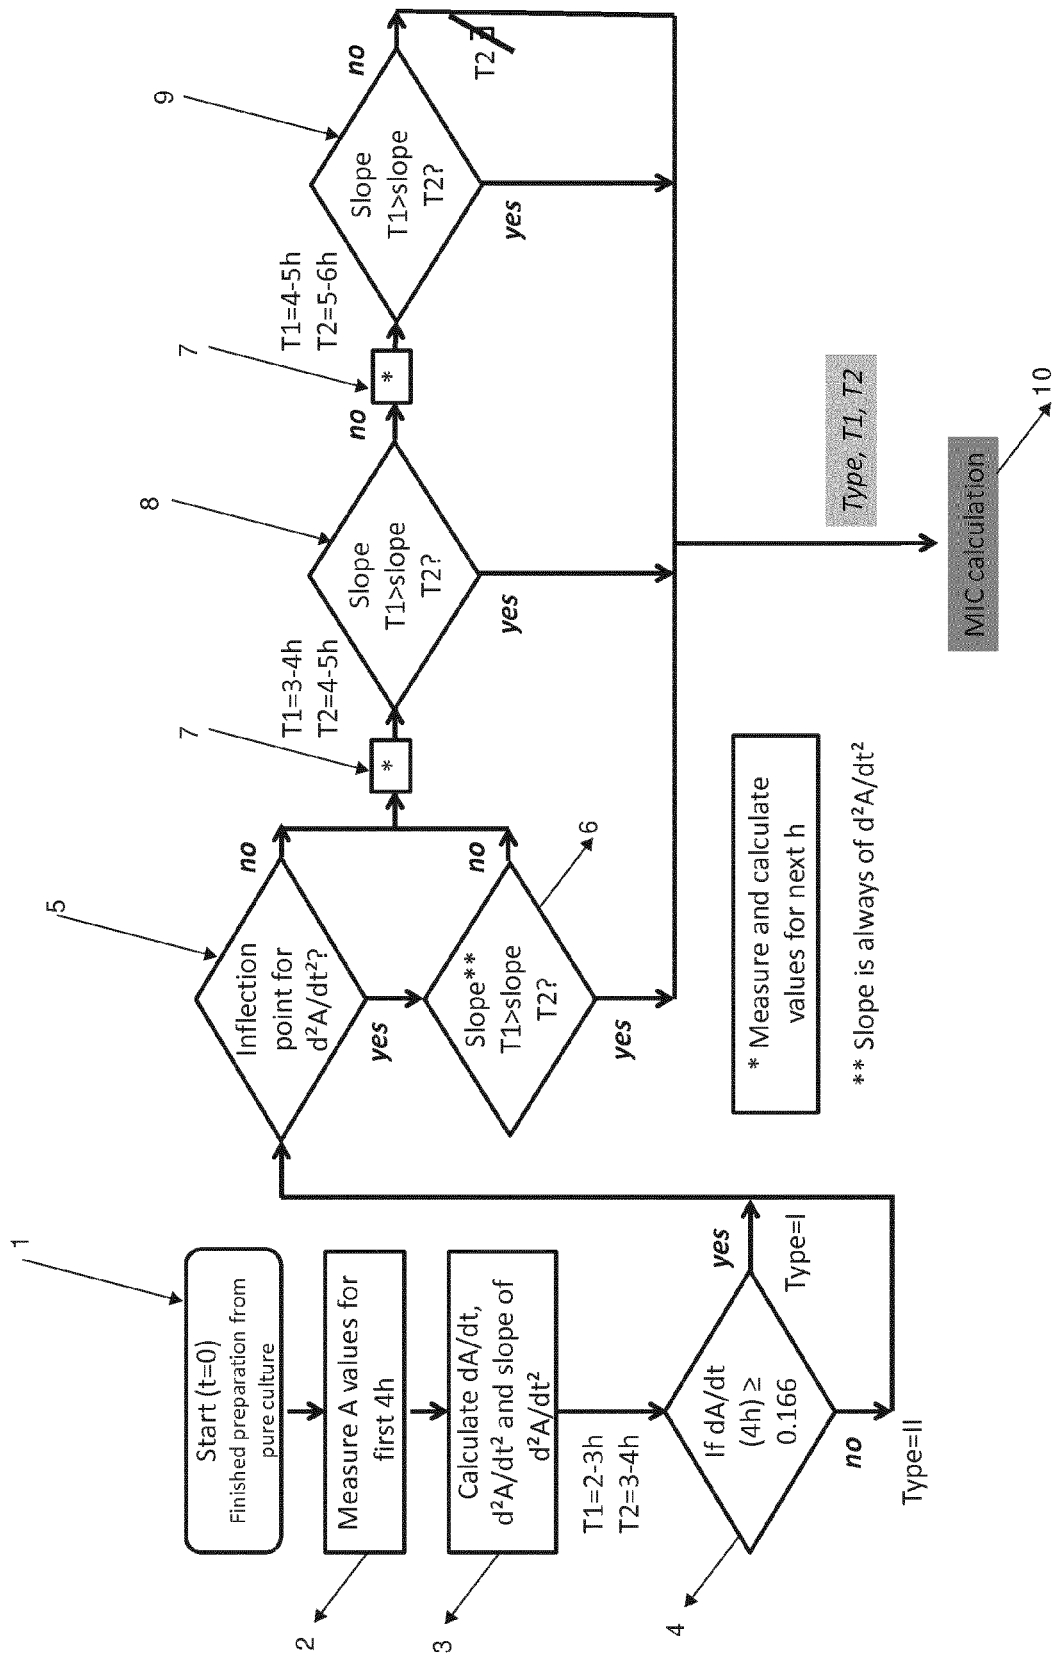 1
Start (t=0)
Finished preparation from
pure culture
2
Measure A values for
first 4h
3
Calculate dA/dt,
d²A/dt² and slope of
d²A/dt²
T1=2-3h
T2=3-4h
4
If dA/dt
(4h) ≥
0.166
yes
Type=I
no
Type=II
5
Inflection
point for
d²A/dt²?
no
yes
6
Slope**
T1>slope
T2?
no
yes
7
*
T1=3-4h
T2=4-5h
8
Slope
T1>slope
T2?
no
yes
7
*
T1=4-5h
T2=5-6h
9
Slope
T1>slope
T2?
no
yes
T2
* Measure and calculate
values for next h
** Slope is always of d²A/dt²
Type, T1, T2
MIC calculation
10